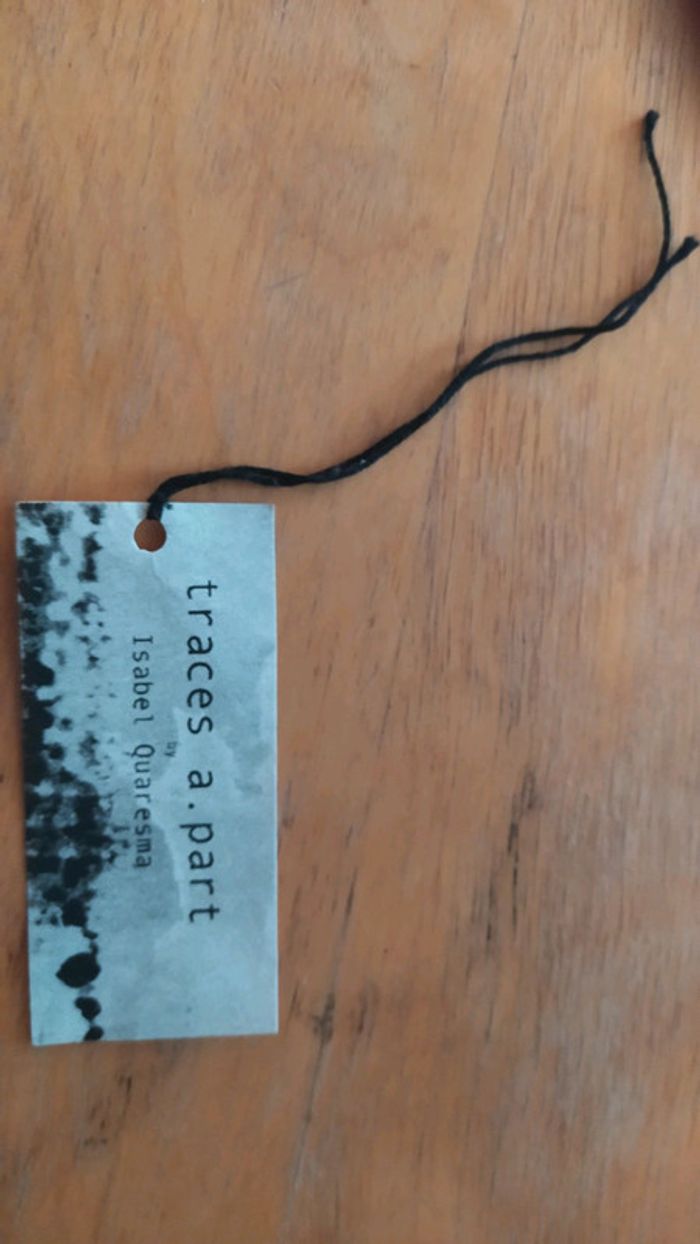 traces a.part
by
Isabel Quaresma